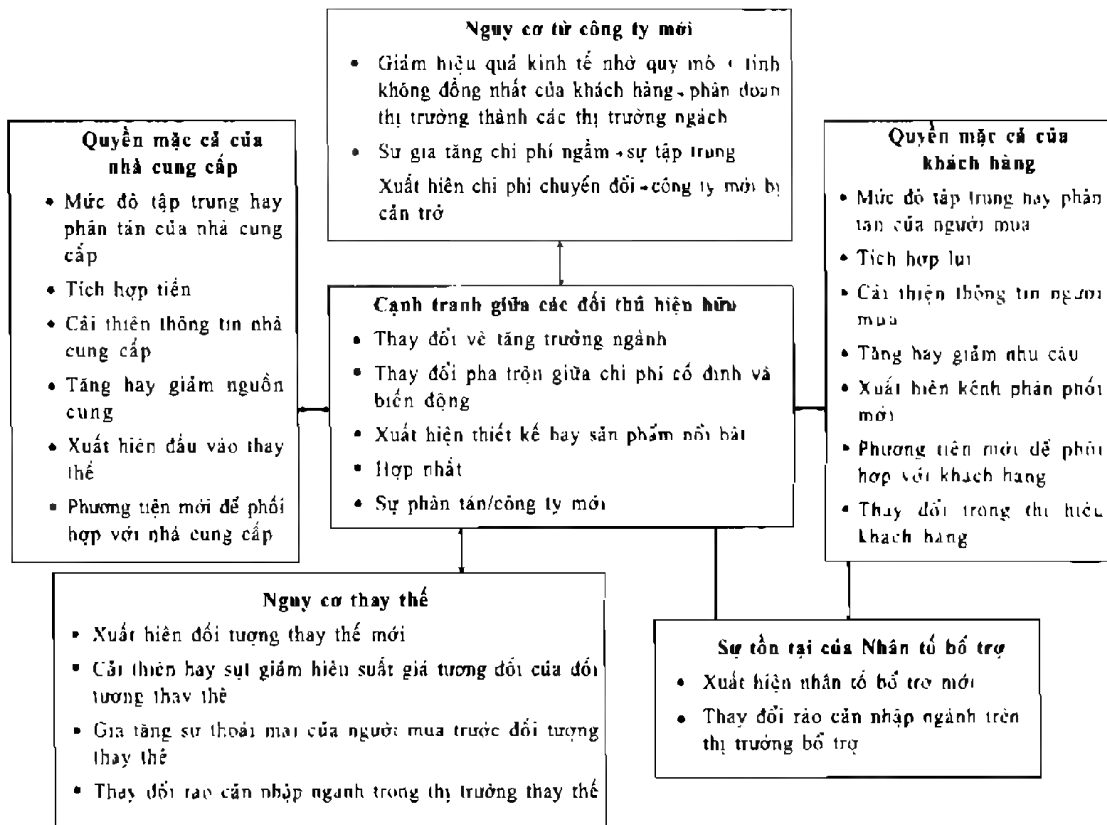 Nguy cơ từ công ty mới
• Giảm hiệu quả kinh tế nhờ quy mô + tính
không đồng nhất của khách hàng → phân đoạn
thị trường thành các thị trường ngách
• Sự gia tăng chi phí ngầm → sự tập trung
Xuất hiện chi phí chuyển đổi → công ty mới bị
cản trở
Quyền mặc cả của
nhà cung cấp
• Mức độ tập trung hay
phân tán của nhà cung
cấp
• Tích hợp tiến
• Cải thiện thông tin nhà
cung cấp
• Tăng hay giảm nguồn
cung
• Xuất hiện đầu vào thay
thế
• Phương tiện mới để phối
hợp với nhà cung cấp
Cạnh tranh giữa các đối thủ hiện hữu
• Thay đổi về tăng trưởng ngành
• Thay đổi pha trộn giữa chi phí cố định và
biến động
• Xuất hiện thiết kế hay sản phẩm nổi bật
• Hợp nhất
• Sự phân tán/công ty mới
Quyền mặc cả của
khách hàng
• Mức độ tập trung hay phân
tán của người mua
• Tích hợp lui
• Cải thiện thông tin người
mua
• Tăng hay giảm nhu cầu
• Xuất hiện kênh phân phối
mới
• Phương tiện mới để phối
hợp với khách hàng
• Thay đổi trong thị hiếu
khách hàng
Nguy cơ thay thế
• Xuất hiện đối tượng thay thế mới
• Cải thiện hay sụt giảm hiệu suất giá tương đối của đối
tượng thay thế
• Gia tăng sự thoải mái của người mua trước đối tượng
thay thế
• Thay đổi rào cản nhập ngành trong thị trường thay thế
Sự tồn tại của Nhân tố bổ trợ
• Xuất hiện nhân tố bổ trợ mới
• Thay đổi rào cản nhập ngành trên
thị trường bổ trợ